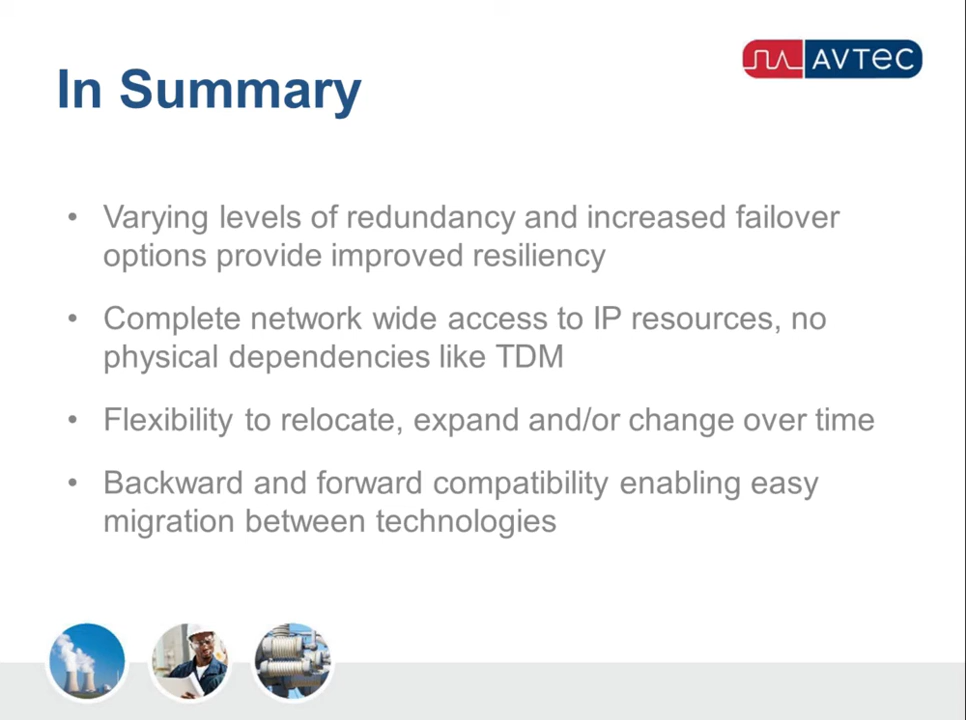 AVTEC
In Summary
• Varying levels of redundancy and increased failover
options provide improved resiliency
• Complete network wide access to IP resources, no
physical dependencies like TDM
• Flexibility to relocate, expand and/or change over time
• Backward and forward compatibility enabling easy
migration between technologies